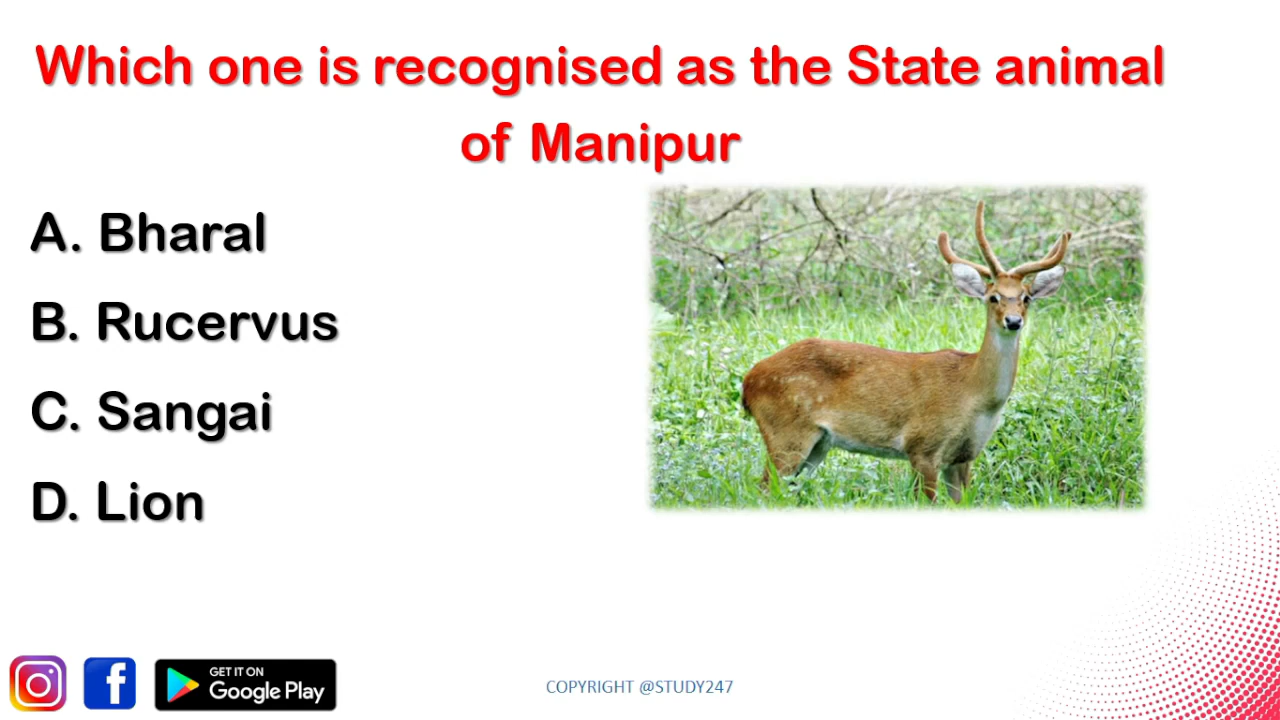 Which one is recognised as the State animal
of Manipur
A. Bharal
B. Rucervus
C. Sangai
D. Lion
GET IT ON
Google Play
COPYRIGHT @STUDY247